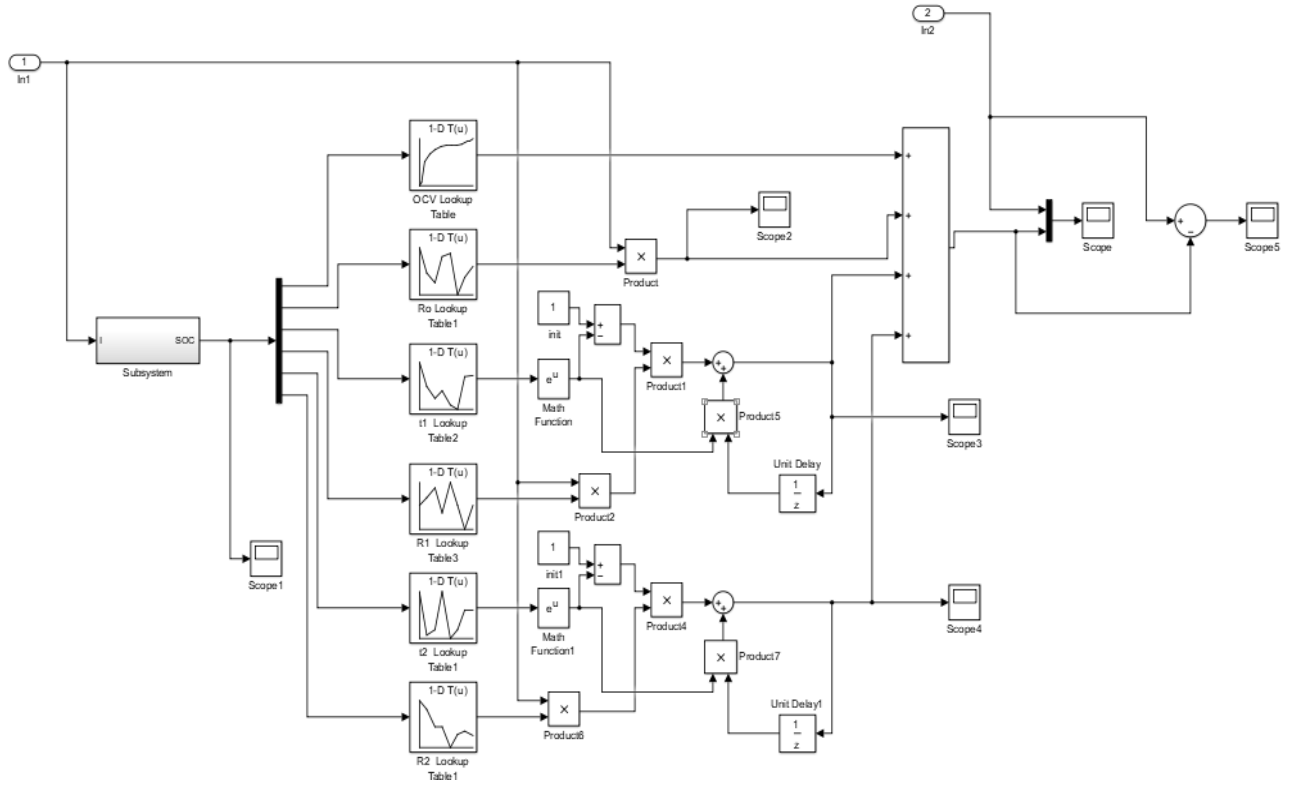 2
In2
1
In1
1-D T(u)
OCV Lookup
Table
+
+
+
+
Scope2
×
Product
1-D T(u)
Ro Lookup
Table1
+
-
Scope
Scope5
I
SOC
Subsystem
1
init
+
-
1-D T(u)
t1 Lookup
Table2
eu
Math
Function
×
Product1
+
+
×
Product5
Scope3
Unit Delay
1
z
1-D T(u)
R1 Lookup
Table3
×
Product2
Scope1
1
init1
+
-
1-D T(u)
t2 Lookup
Table1
eu
Math
Function1
×
Product4
+
+
Scope4
×
Product7
1-D T(u)
R2 Lookup
Table1
×
Product6
Unit Delay1
1
z